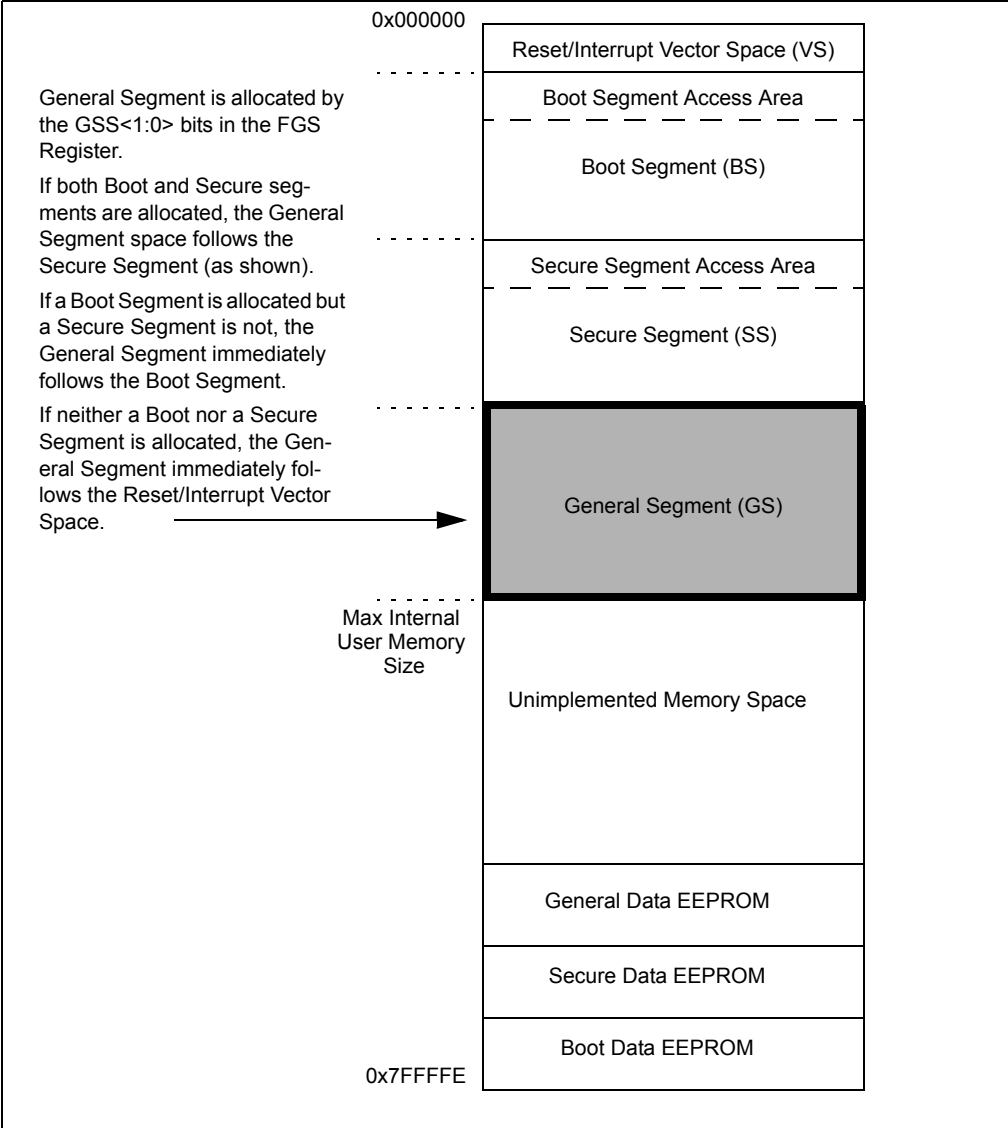 0x000000
Reset/Interrupt Vector Space (VS)
General Segment is allocated by
the GSS<1:0> bits in the FGS
Register.
If both Boot and Secure seg-
ments are allocated, the General
Segment space follows the
Secure Segment (as shown).
If a Boot Segment is allocated but
a Secure Segment is not, the
General Segment immediately
follows the Boot Segment.
If neither a Boot nor a Secure
Segment is allocated, the Gen-
eral Segment immediately fol-
lows the Reset/Interrupt Vector
Space.
Boot Segment Access Area
Boot Segment (BS)
Secure Segment Access Area
Secure Segment (SS)
General Segment (GS)
Max Internal
User Memory
Size
Unimplemented Memory Space
General Data EEPROM
Secure Data EEPROM
Boot Data EEPROM
0x7FFFFE